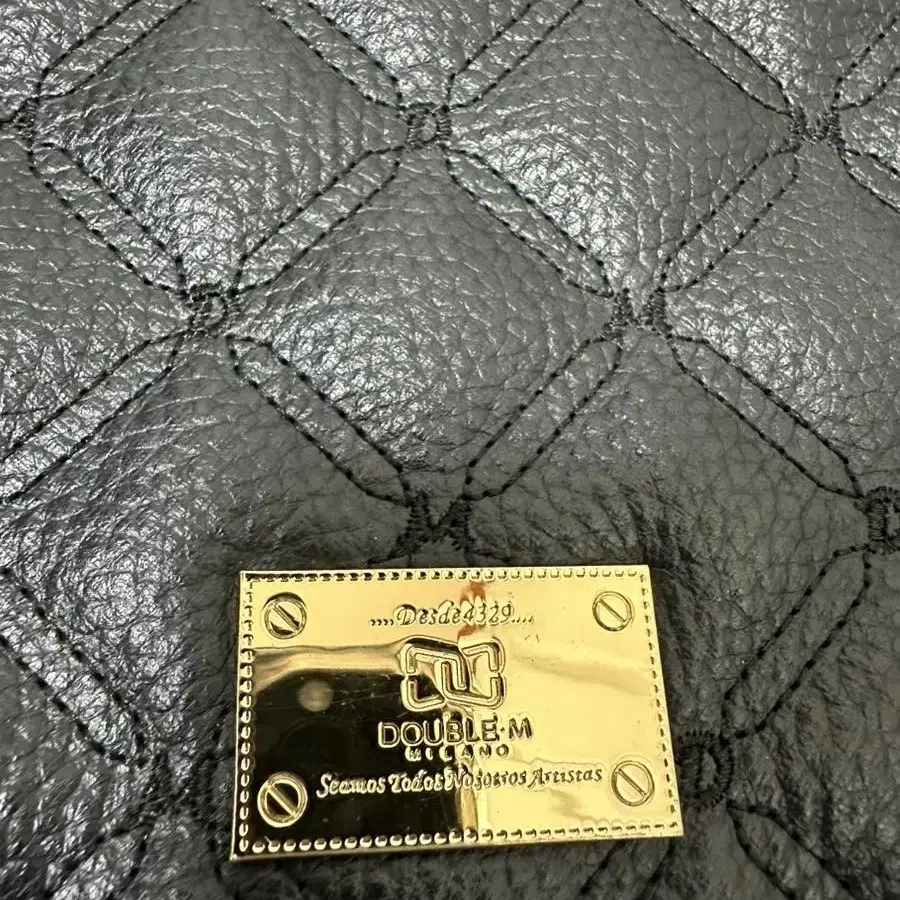 ....Desde4329....
DOUBLE·M
MILANO
Seamos Todos Nosotros Artistas